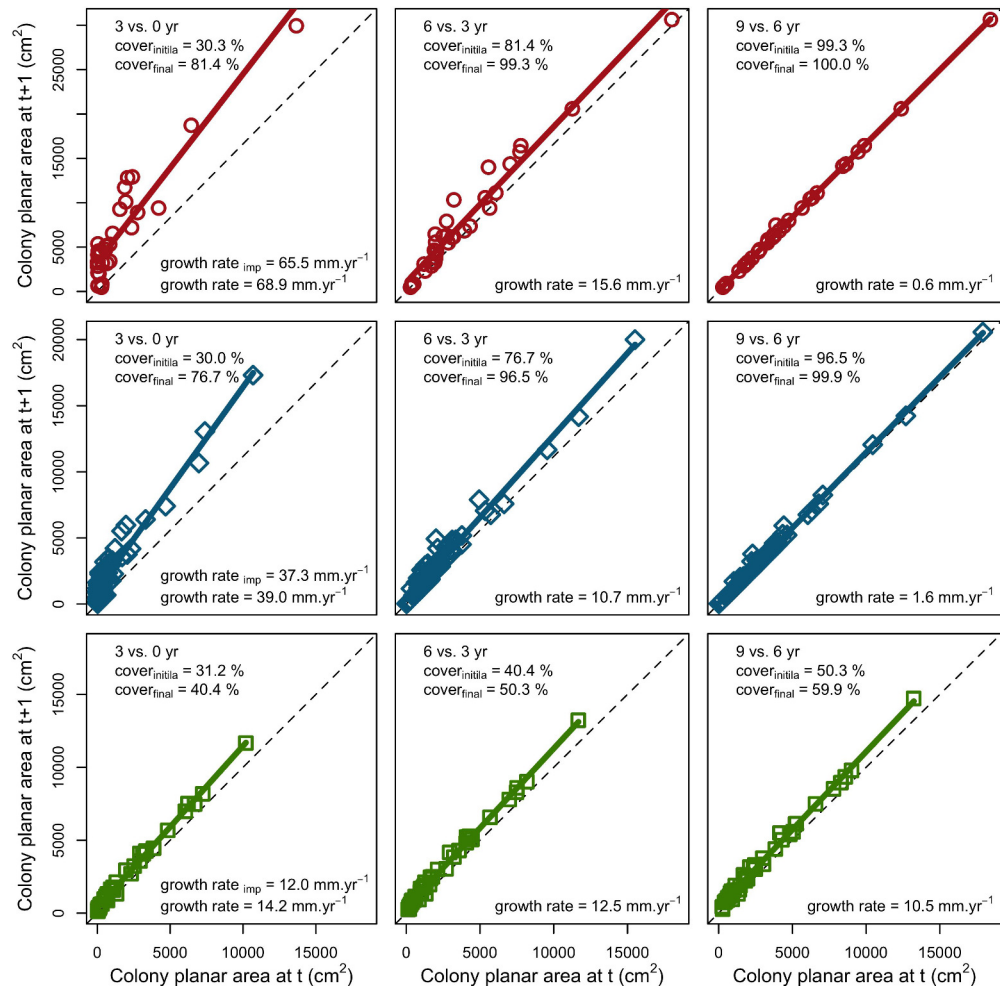 3 vs. 0 yr
cover initila = 30.3 %
cover final = 81.4 %
growth rate imp = 65.5 mm.yr−1
growth rate = 68.9 mm.yr−1
6 vs. 3 yr
cover initila = 81.4 %
cover final = 99.3 %
growth rate = 15.6 mm.yr−1
9 vs. 6 yr
cover initila = 99.3 %
cover final = 100.0 %
growth rate = 0.6 mm.yr−1
Colony planar area at t+1 (cm2)
0
5000
15000
25000
3 vs. 0 yr
cover initila = 30.0 %
cover final = 76.7 %
growth rate imp = 37.3 mm.yr−1
growth rate = 39.0 mm.yr−1
6 vs. 3 yr
cover initila = 76.7 %
cover final = 96.5 %
growth rate = 10.7 mm.yr−1
9 vs. 6 yr
cover initila = 96.5 %
cover final = 99.9 %
growth rate = 1.6 mm.yr−1
Colony planar area at t+1 (cm2)
0
5000
10000
15000
20000
3 vs. 0 yr
cover initila = 31.2 %
cover final = 40.4 %
growth rate imp = 12.0 mm.yr−1
growth rate = 14.2 mm.yr−1
6 vs. 3 yr
cover initila = 40.4 %
cover final = 50.3 %
growth rate = 12.5 mm.yr−1
9 vs. 6 yr
cover initila = 50.3 %
cover final = 59.9 %
growth rate = 10.5 mm.yr−1
Colony planar area at t+1 (cm2)
0
5000
10000
150000
0 5000 10000 15000
0 5000 10000 15000
0 5000 10000 15000
Colony planar area at t (cm2)
Colony planar area at t (cm2)
Colony planar area at t (cm2)